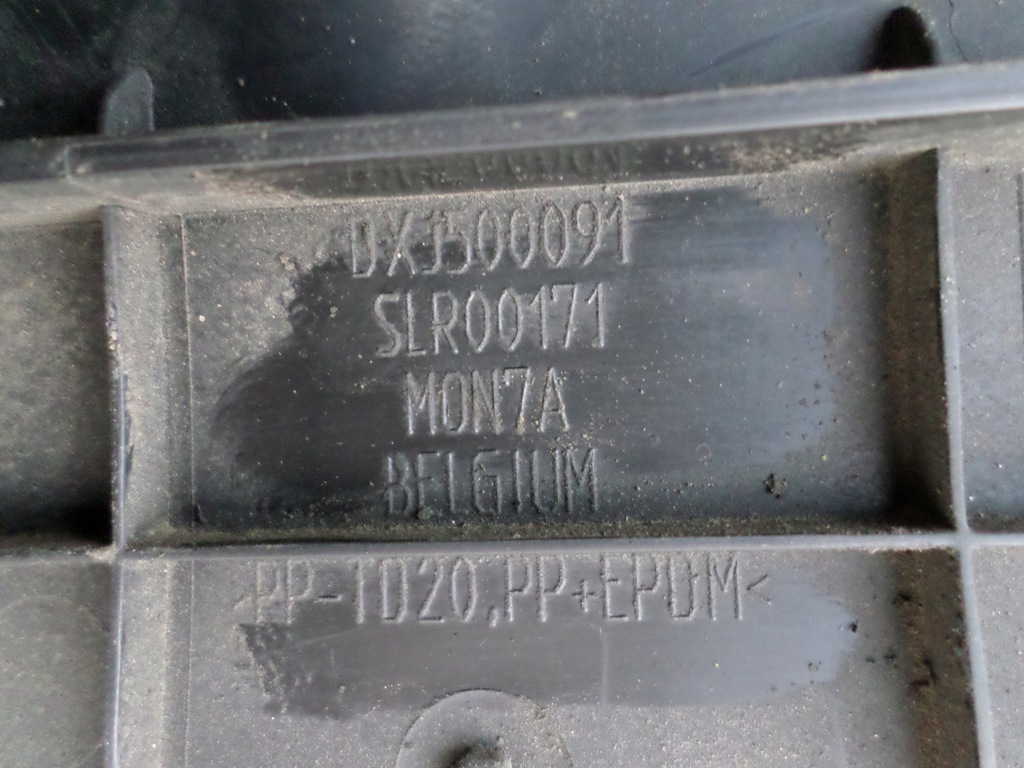 DXJ500091
SLR00171
MON7A
BELGIUM
>PP-TD20,PP+EPDM<